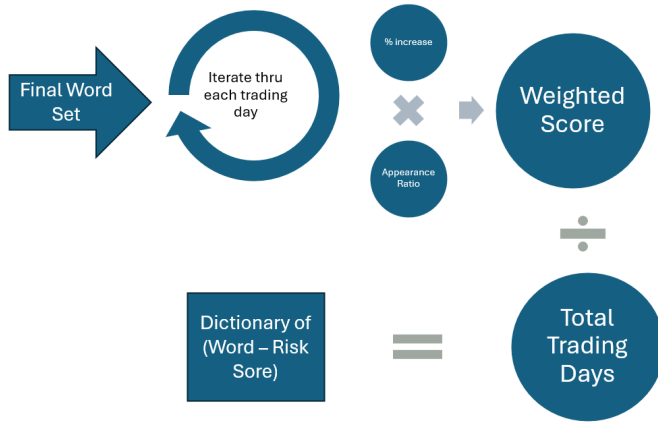 Final Word
Set
Iterate thru
each trading
day
% increase
Appearance
Ratio
Weighted
Score
Total
Trading
Days
Dictionary of
(Word – Risk
Sore)